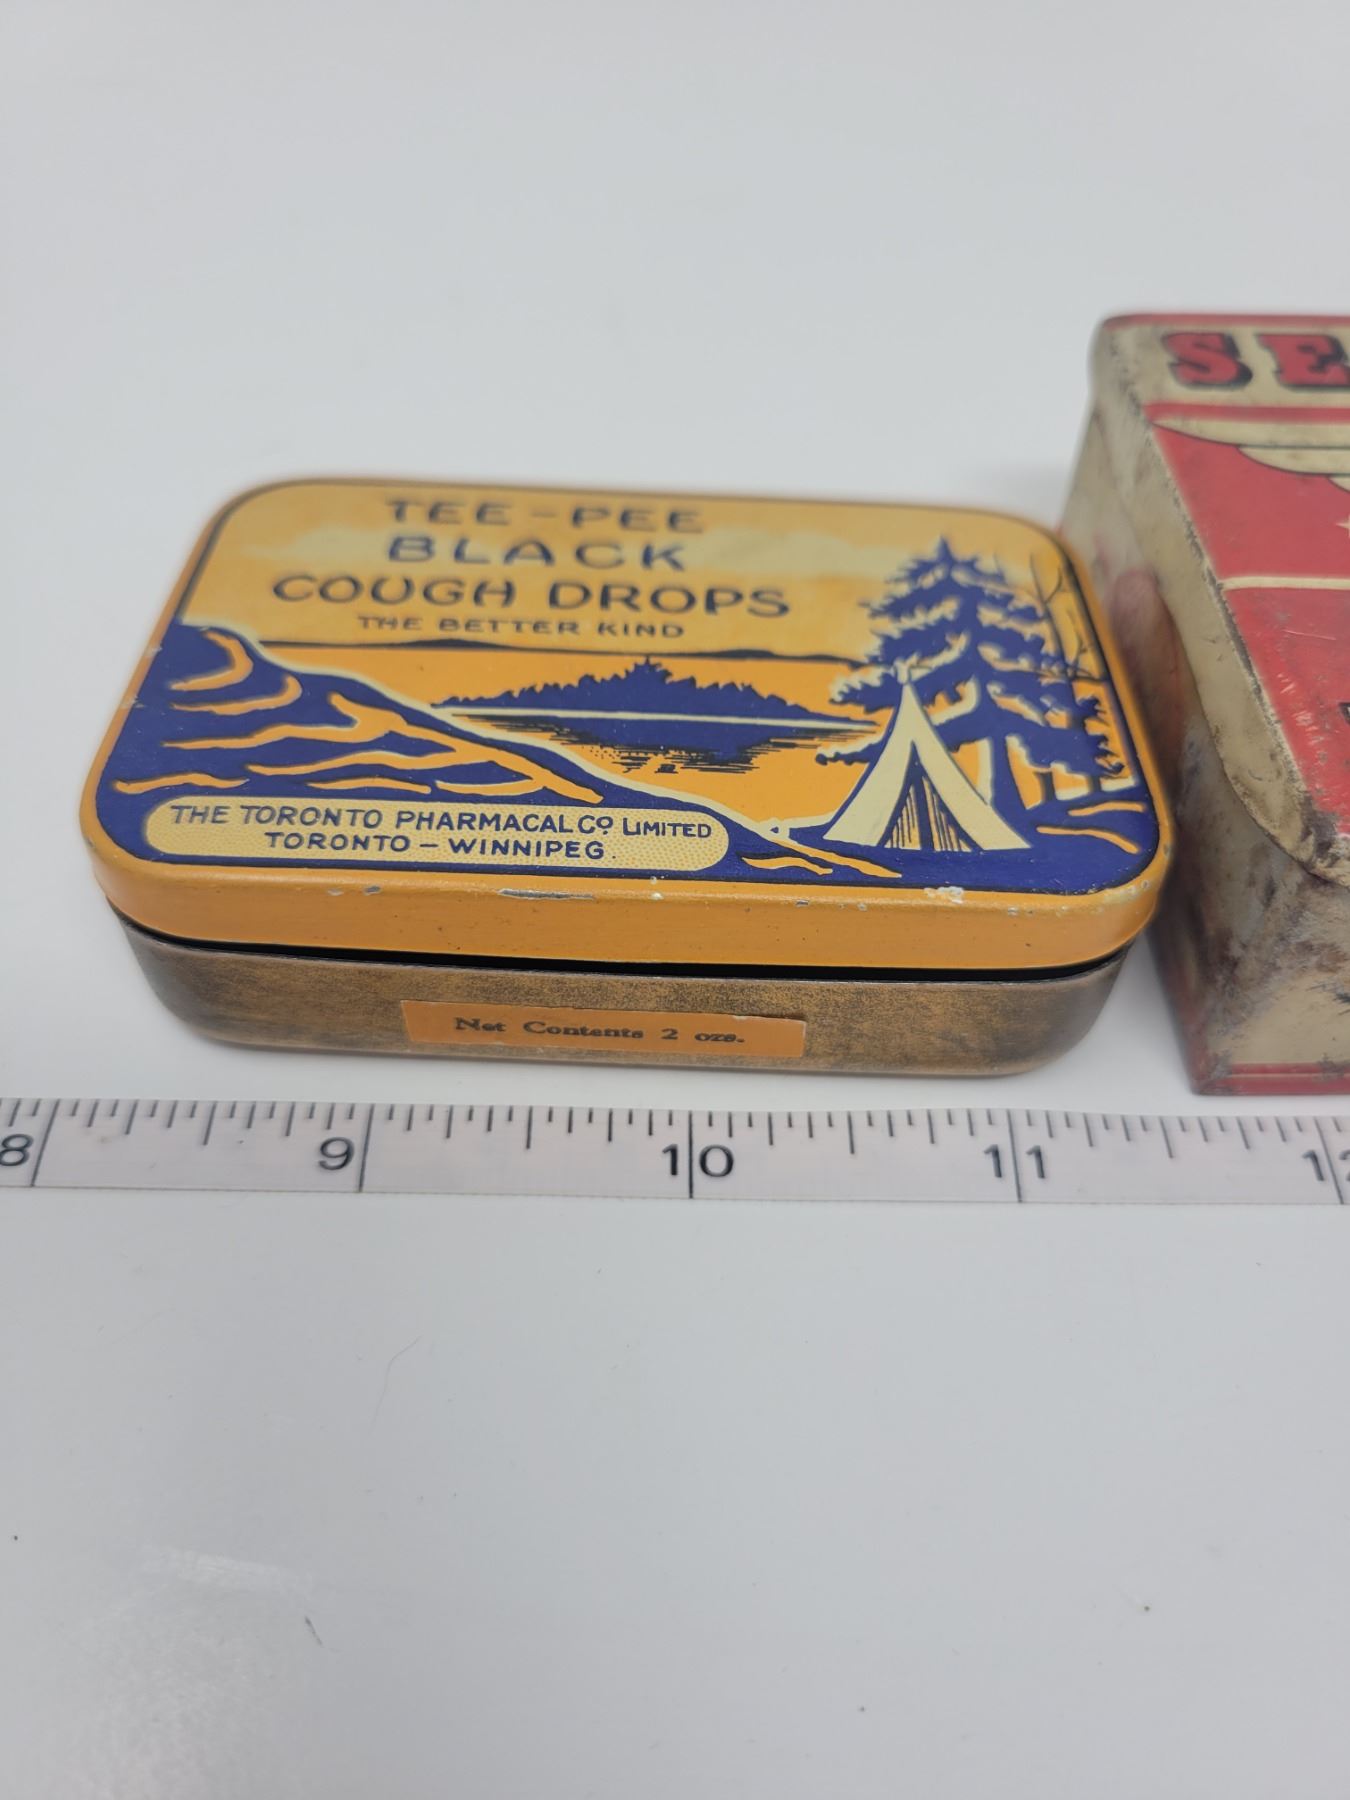 TEE-PEE
BLACK
COUGH DROPS
THE BETTER KIND
THE TORONTO PHARMACAL Cº LIMITED
TORONTO – WINNIPEG.
Net Contents 2 ozs.
SE
8 9 10 11